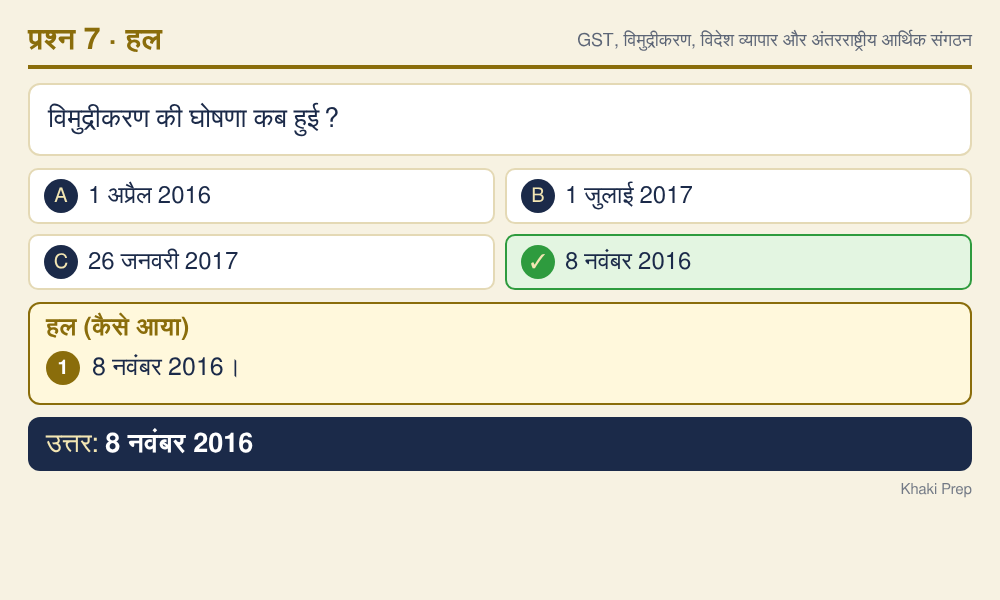 प्रश्न 7 · हल
GST, विमुद्रीकरण, विदेश व्यापार और अंतरराष्ट्रीय आर्थिक संगठन
विमुद्रीकरण की घोषणा कब हुई ?
A 1 अप्रैल 2016
B 1 जुलाई 2017
C 26 जनवरी 2017
✓ 8 नवंबर 2016
हल (कैसे आया)
1 8 नवंबर 2016 ।
उत्तर: 8 नवंबर 2016
Khaki Prep